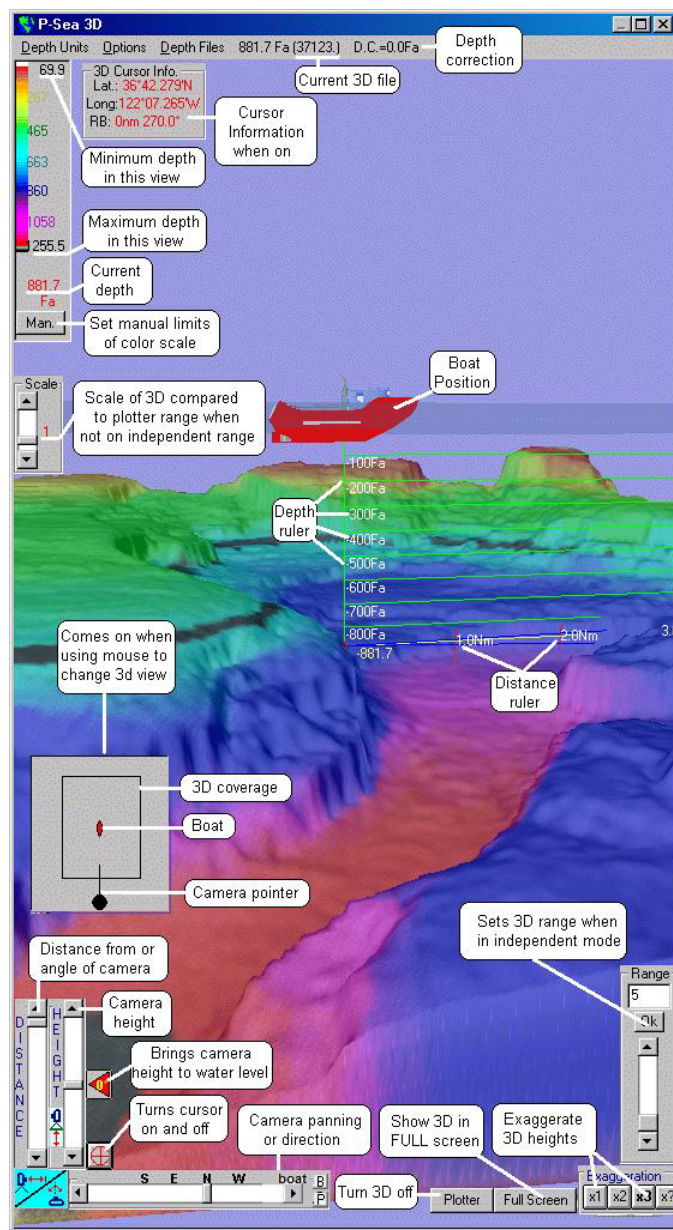 P-Sea 3D
Depth Units Options Depth Files 881.7 Fa (37123.) D.C.=0.0Fa
Depth
correction
Current 3D file
69.9
267
465
663
860
1058
1255.5
881.7
Fa
Man.
3D Cursor Info.
Lat.: 36°42.279'N
Long:122°07.265'W
RB: 0nm 270.0°
Cursor
Information
when on
Minimum depth
in this view
Maximum depth
in this view
Current
depth
Set manual limits
of color scale
Scale
1
Scale of 3D compared
to plotter range when
not on independent range
Boat
Position
-100Fa
-200Fa
-300Fa
-400Fa
-500Fa
-600Fa
-700Fa
-800Fa
-881.7
Depth
ruler
1.0Nm
2.0Nm
3.
Distance
ruler
Comes on when
using mouse to
change 3d view
3D coverage
Boat
Camera pointer
Sets 3D range when
in independent mode
Range
5
Ok
Distance from or
angle of camera
DISTANCE
HEIGHT
Camera
height
0
Brings camera
height to water level
Turns cursor
on and off
Camera panning
or direction
Show 3D in
FULL screen
Exaggerate
3D heights
S E N W boat
B
P
Turn 3D off
Plotter
Full Screen
Exaggeration
x1 x2 x3 x?